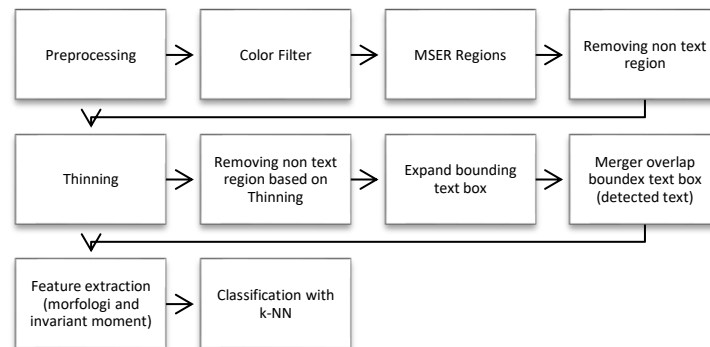 Preprocessing
Color Filter
MSER Regions
Removing non text
region
Thinning
Removing non text
region based on
Thinning
Expand bounding
text box
Merger overlap
boundex text box
(detected text)
Feature extraction
(morfologi and
invariant moment)
Classification with
k-NN